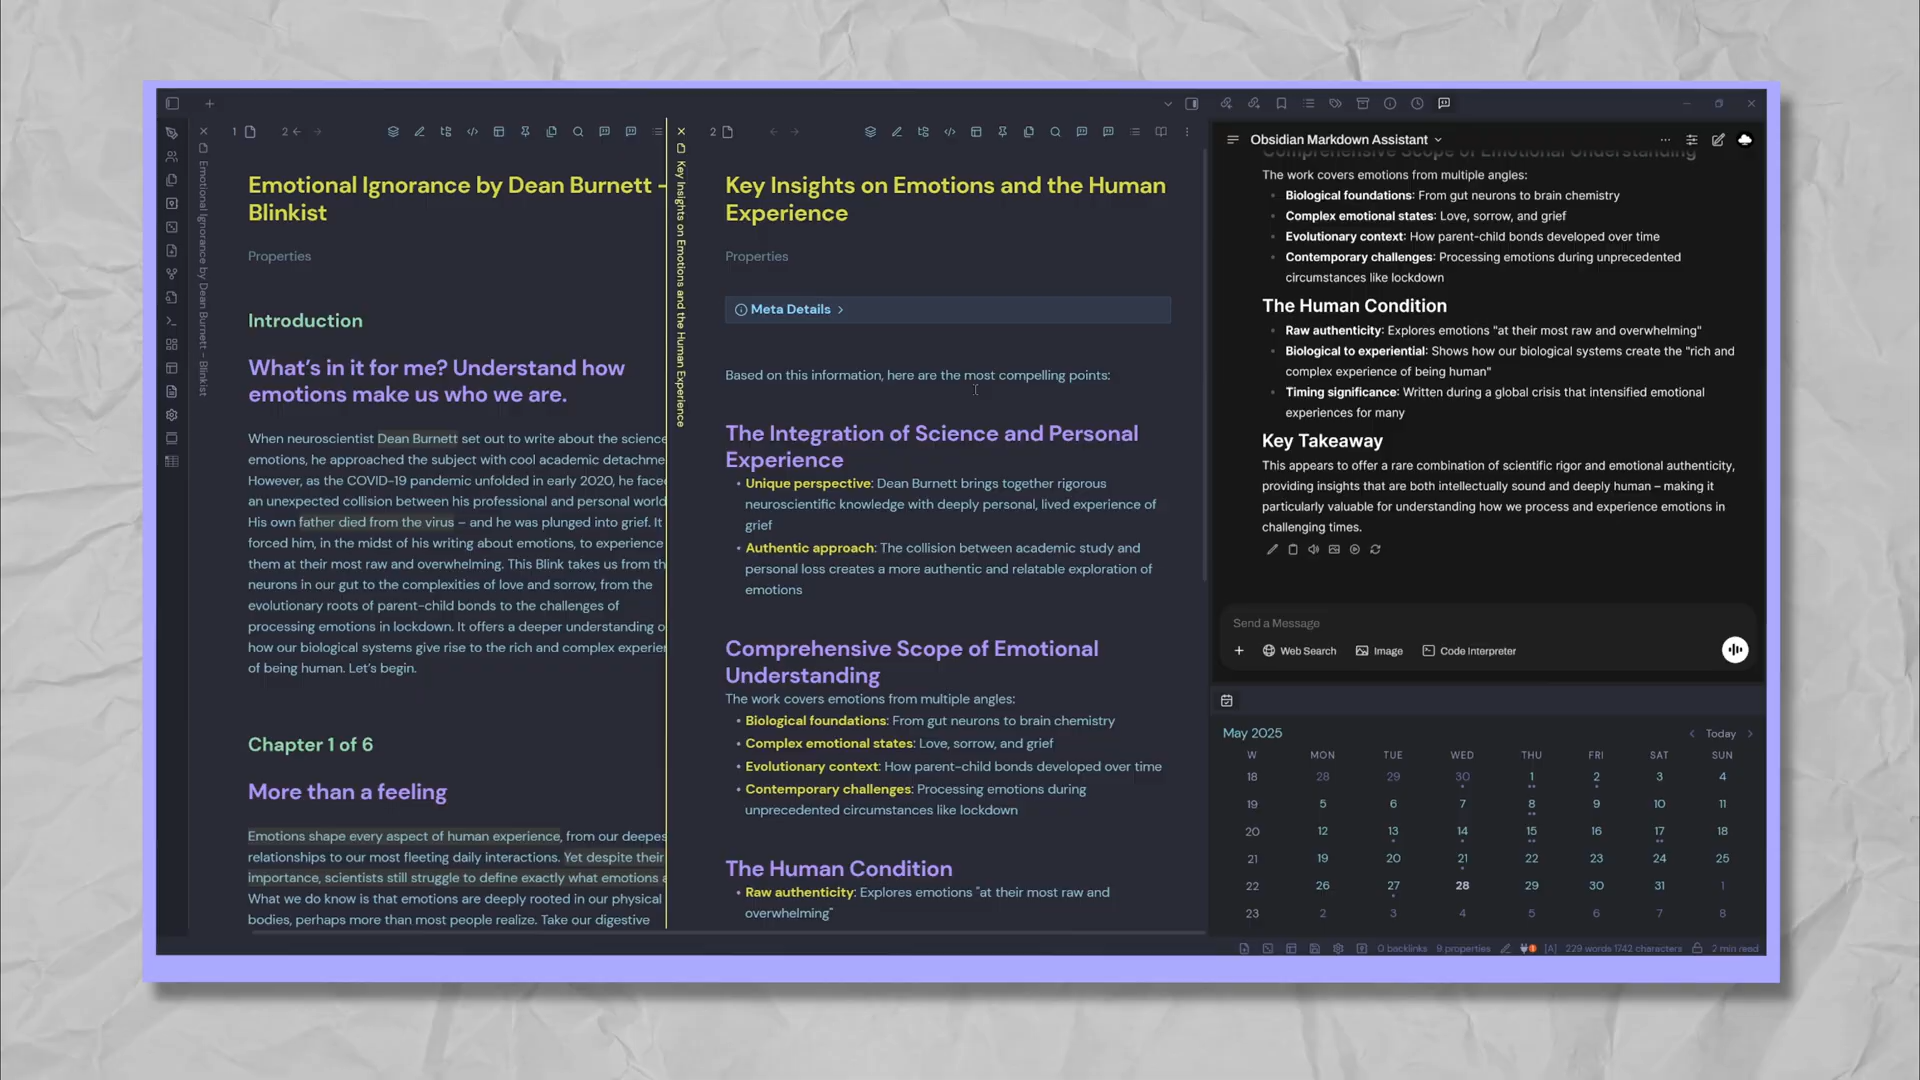 1
2
Emotional Ignorance by Dean Burnett – Blinkist
Emotional Ignorance by Dean Burnett –
Blinkist
Properties
Introduction
What's in it for me? Understand how
emotions make us who we are.
When neuroscientist Dean Burnett set out to write about the science
emotions, he approached the subject with cool academic
However, as the COVID-19 pandemic unfolded in early 2020, he
an unexpected collision between his professional and personal world
His own father died from the virus – and he was plunged into grief. It
forced him, in the midst of his writing about emotions, to experience
them at their most raw and overwhelming. This Blink takes us from
neurons in our gut to the complexities of love and sorrow, from the
evolutionary roots of parent-child bonds to the challenges of
processing emotions in lockdown. It offers a deeper understanding
how our biological systems give rise to the rich and complex
of being human. Let's begin.
Chapter 1 of 6
More than a feeling
Emotions shape every aspect of human experience, from our
relationships to our most fleeting daily interactions. Yet despite their
importance, scientists still struggle to define exactly what emotions
What we do know is that emotions are deeply rooted in our physical
bodies, perhaps more than most people realize. Take our digestive
Key Insights on Emotions and the Human Experience
2
Key Insights on Emotions and the Human
Experience
Properties
Meta Details
Based on this information, here are the most compelling points:
The Integration of Science and Personal
Experience
• Unique perspective: Dean Burnett brings together rigorous
neuroscientific knowledge with deeply personal, lived experience of
grief
• Authentic approach: The collision between academic study and
personal loss creates a more authentic and relatable exploration of
emotions
Comprehensive Scope of Emotional
Understanding
The work covers emotions from multiple angles:
• Biological foundations: From gut neurons to brain chemistry
• Complex emotional states: Love, sorrow, and grief
• Evolutionary context: How parent-child bonds developed over time
• Contemporary challenges: Processing emotions during
unprecedented circumstances like lockdown
The Human Condition
• Raw authenticity: Explores emotions "at their most raw and
overwhelming"
Obsidian Markdown Assistant
Comprehensive Scope of Emotional Understanding
The work covers emotions from multiple angles:
• Biological foundations: From gut neurons to brain chemistry
• Complex emotional states: Love, sorrow, and grief
• Evolutionary context: How parent-child bonds developed over time
• Contemporary challenges: Processing emotions during unprecedented
circumstances like lockdown
The Human Condition
• Raw authenticity: Explores emotions "at their most raw and overwhelming"
• Biological to experiential: Shows how our biological systems create the "rich and
complex experience of being human"
• Timing significance: Written during a global crisis that intensified emotional
experiences for many
Key Takeaway
This appears to offer a rare combination of scientific rigor and emotional authenticity,
providing insights that are both intellectually sound and deeply human – making it
particularly valuable for understanding how we process and experience emotions in
challenging times.
Send a Message
Web Search Image Code Interpreter
May 2025 Today
W MON TUE WED THU FRI SAT SUN
18 28 29 30 1 2 3 4
19 5 6 7 8 9 10 11
20 12 13 14 15 16 17 18
21 19 20 21 22 23 24 25
22 26 27 28 29 30 31 1
23 2 3 4 5 6 7 8
0 backlinks 9 properties [A] 229 words 1742 characters 2 min read